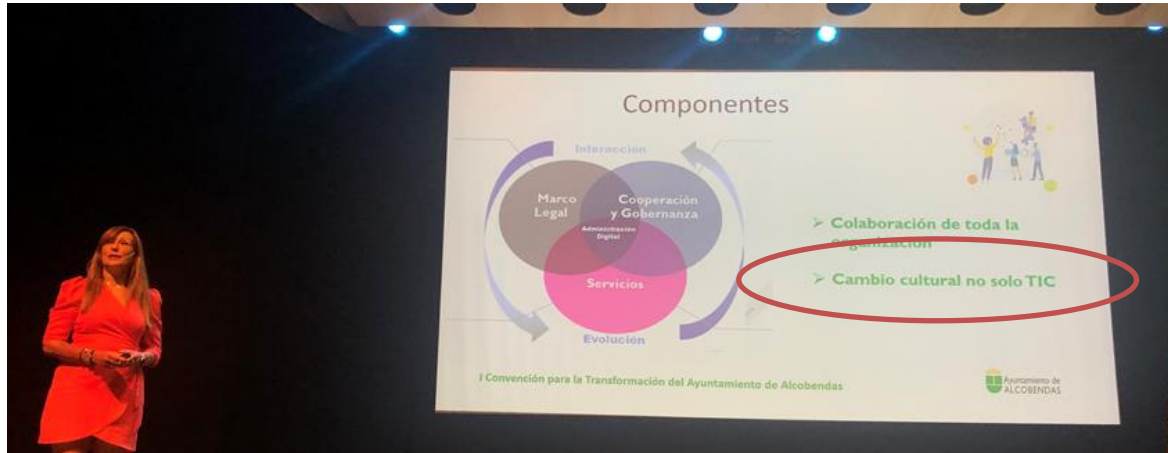 Componentes
Interacción
Marco
Legal
Cooperación
y Gobernanza
Administración
Digital
Servicios
Evolución
➢ Colaboración de toda la
organización
➢ Cambio cultural no solo TIC
I Convención para la Transformación del Ayuntamiento de Alcobendas
Ayuntamiento de
ALCOBENDAS